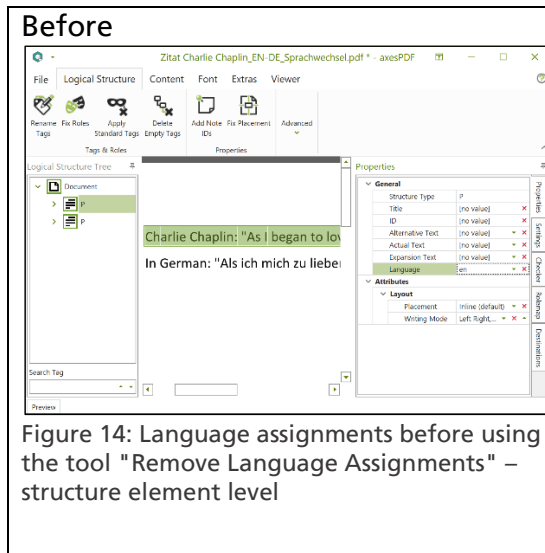 Before
Zitat Charlie Chaplin_EN-DE_Sprachwechsel.pdf * - axesPDF
File Logical Structure Content Font Extras Viewer
Rename Tags Fix Roles Apply Standard Tags Delete Empty Tags Add Note IDs Fix Placement Advanced
Tags & Roles Properties
Logical Structure Tree
Document
P
P
Search Tag
Preview
Charlie Chaplin: "As I began to lov
In German: "Als ich mich zu liebe
Properties
General
Structure Type P
Title [no value]
ID [no value]
Alternative Text [no value]
Actual Text [no value]
Expansion Text [no value]
Language en
Attributes
Layout
Placement Inline (default)
Writing Mode Left Right,...
Properties
Settings
Checker
Rolemap
Destinations
Figure 14: Language assignments before using
the tool "Remove Language Assignments" –
structure element level